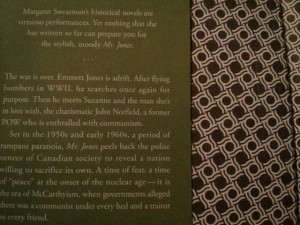 Margaret Sweatman's historical novels are
virtuoso performances. Yet nothing that she
has written so far can prepare you for
the stylish, moody Mr. Jones.
. . .
The war is over. Emmett Jones is adrift. After flying
bombers in WWII, he searches once again for
purpose. Then he meets Suzanne and the man she's
in love with, the charismatic John Norfield, a former
POW who is enthralled with communism.
Set in the 1950s and early 1960s, a period of
rampant paranoia, Mr. Jones peels back the polite
veneer of Canadian society to reveal a nation
willing to sacrifice its own. A time of fear, a time
of "peace" at the onset of the nuclear age—it is
the era of McCarthyism, when governments alleged
there was a communist under every bed and a traitor
in every friend.